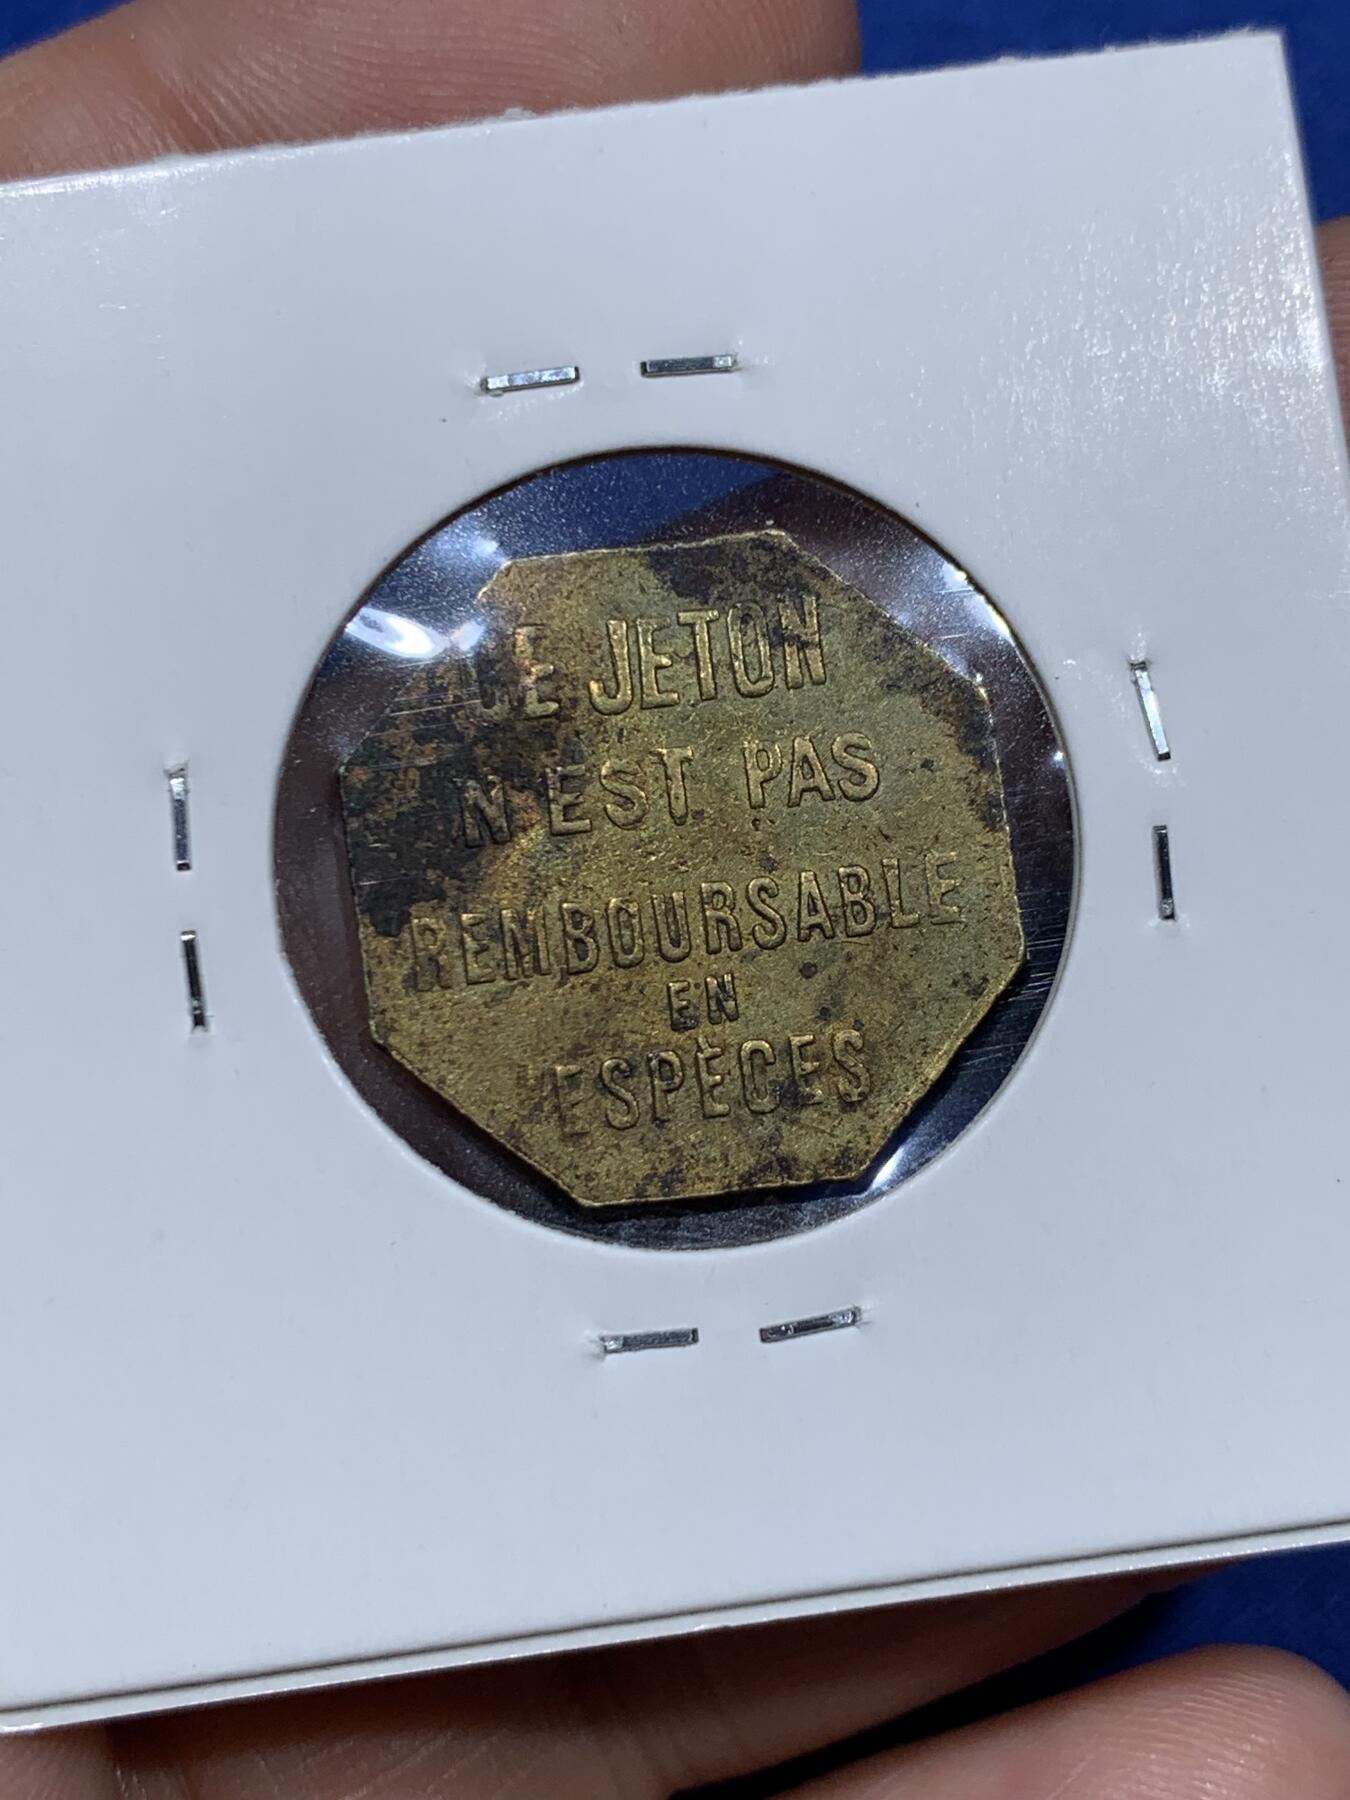 CE JETON
N EST PAS
REMBOURSABLE
EN
ESPÈCES